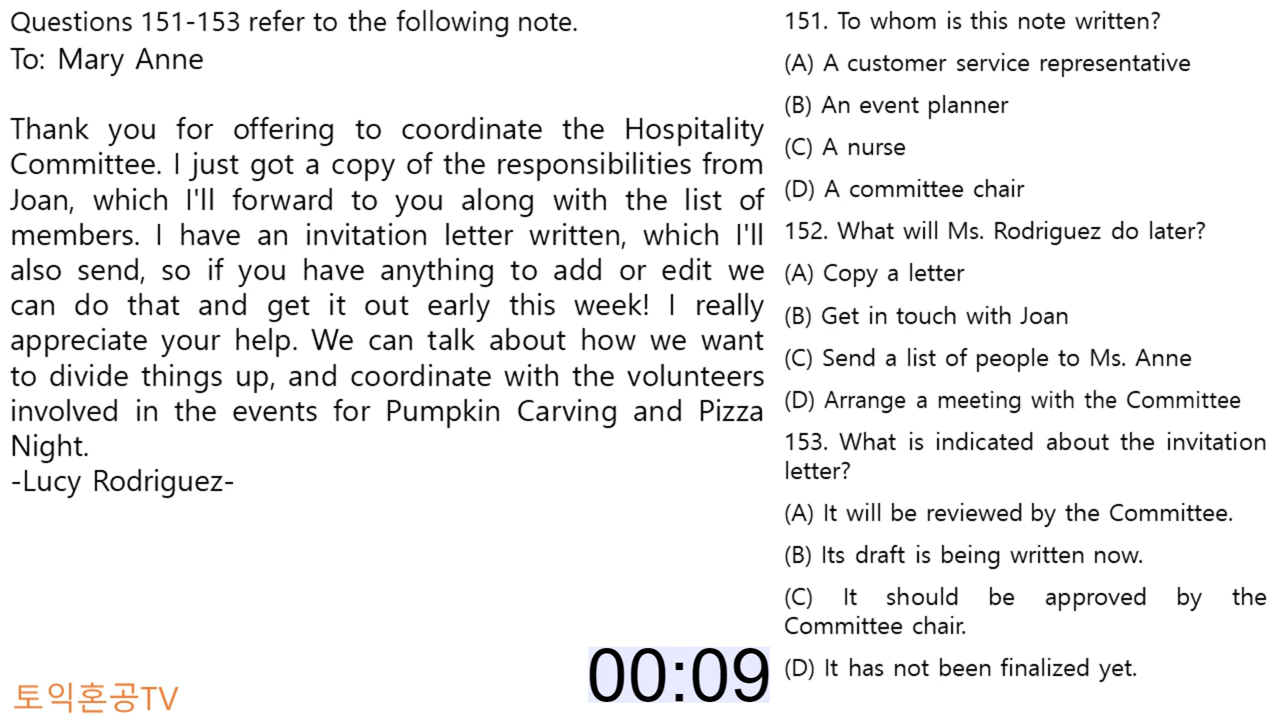 Questions 151-153 refer to the following note.
To: Mary Anne
Thank you for offering to coordinate the Hospitality
Committee. I just got a copy of the responsibilities from
Joan, which I'll forward to you along with the list of
members. I have an invitation letter written, which I'll
also send, so if you have anything to add or edit we
can do that and get it out early this week! I really
appreciate your help. We can talk about how we want
to divide things up, and coordinate with the volunteers
involved in the events for Pumpkin Carving and Pizza
Night.
-Lucy Rodriguez-
151. To whom is this note written?
(A) A customer service representative
(B) An event planner
(C) A nurse
(D) A committee chair
152. What will Ms. Rodriguez do later?
(A) Copy a letter
(B) Get in touch with Joan
(C) Send a list of people to Ms. Anne
(D) Arrange a meeting with the Committee
153. What is indicated about the invitation
letter?
(A) It will be reviewed by the Committee.
(B) Its draft is being written now.
(C) It should be approved by the
Committee chair.
(D) It has not been finalized yet.
00:09
토익혼공TV